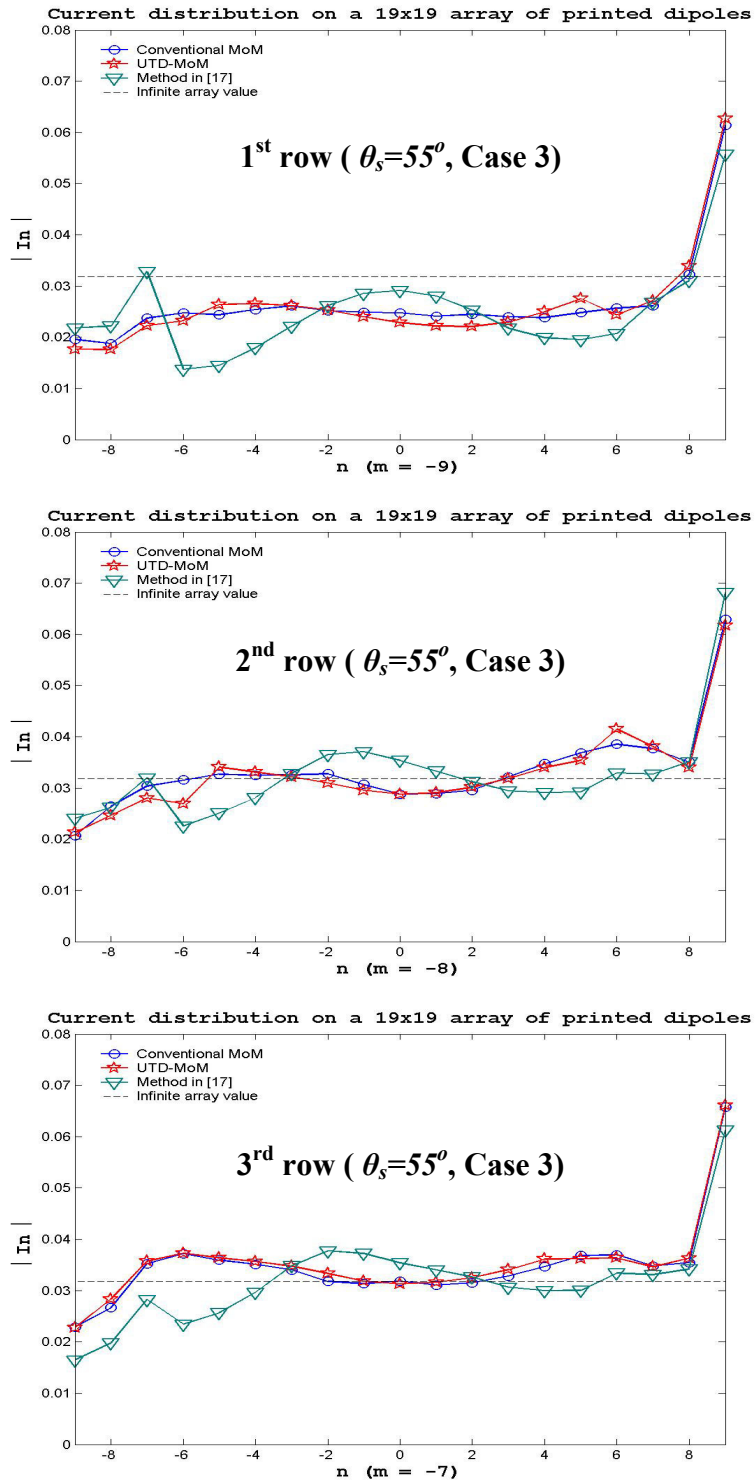 Current distribution on a 19x19 array of printed dipoles
0.08
Conventional MoM
UTD-MoM
Method in [17]
Infinite array value
0.07
0.06
1st row ( θs=55o, Case 3)
0.05
|In|
0.04
0.03
0.02
0.01
0
-8 -6 -4 -2 0 2 4 6 8
n (m = -9)
Current distribution on a 19x19 array of printed dipoles
0.08
Conventional MoM
UTD-MoM
Method in [17]
Infinite array value
0.07
0.06
2nd row ( θs=55o, Case 3)
0.05
|In|
0.04
0.03
0.02
0.01
0
-8 -6 -4 -2 0 2 4 6 8
n (m = -8)
Current distribution on a 19x19 array of printed dipoles
0.08
Conventional MoM
UTD-MoM
Method in [17]
Infinite array value
0.07
0.06
3rd row ( θs=55o, Case 3)
0.05
|In|
0.04
0.03
0.02
0.01
0
-8 -6 -4 -2 0 2 4 6 8
n (m = -7)